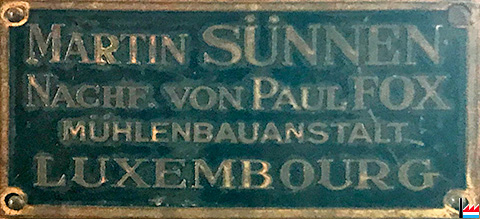 MARTIN SÜNNEN
NACHF. VON PAUL FOX
MÜHLENBAUANSTALT
LUXEMBOURG